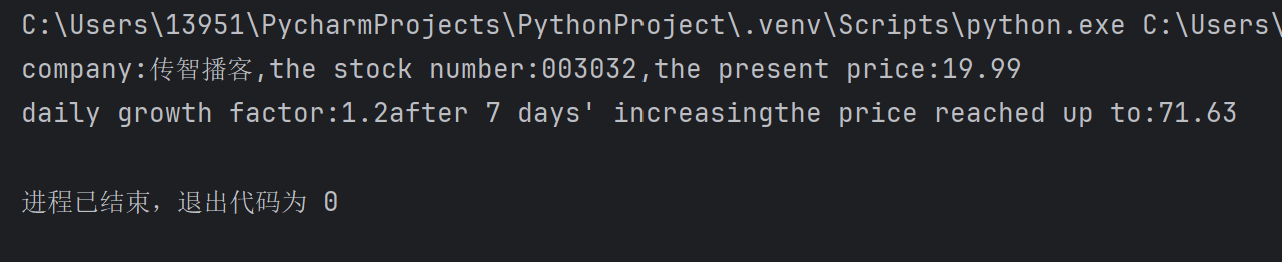 C:\Users\13951\PycharmProjects\PythonProject\.venv\Scripts\python.exe C:\Users\
company:传智播客,the stock number:003032,the present price:19.99
daily growth factor:1.2after 7 days' increasingthe price reached up to:71.63
进程已结束，退出代码为 0